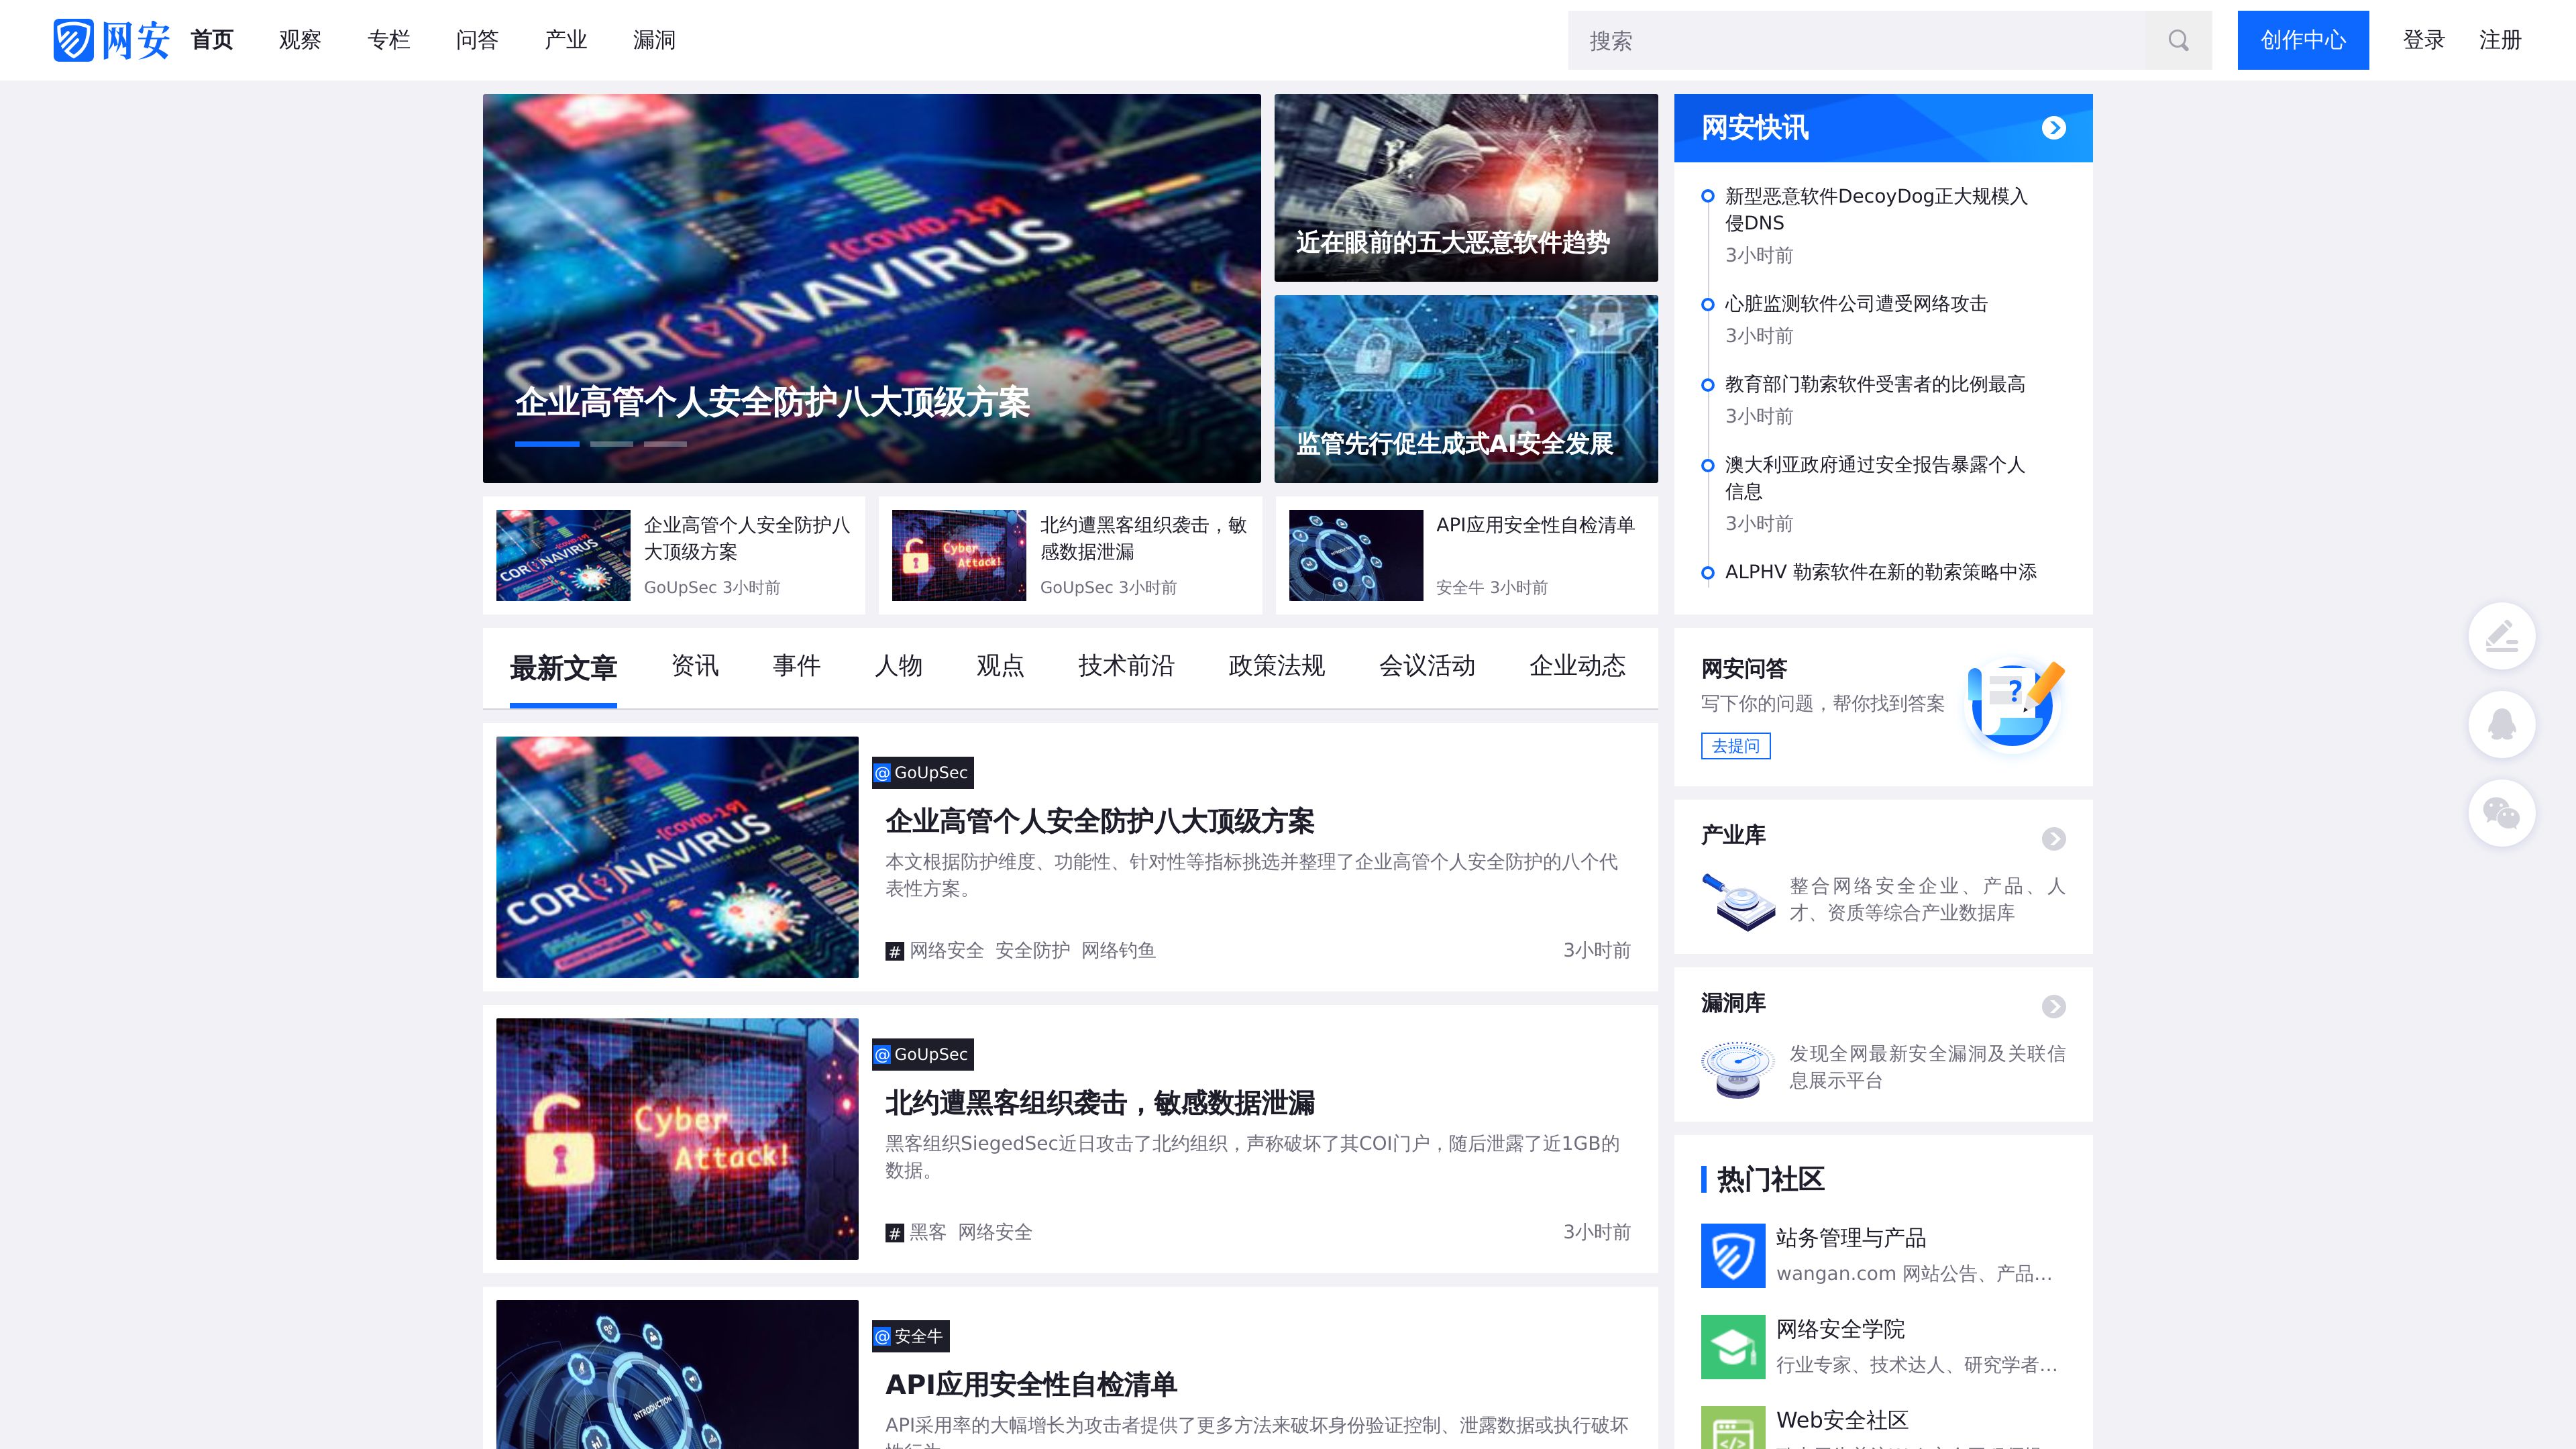 网安
首页 观察 专栏 问答 产业 漏洞
搜索
创作中心 登录 注册
[COVID-19]
CORONAVIRUS
企业高管个人安全防护八大顶级方案
近在眼前的五大恶意软件趋势
监管先行促生成式AI安全发展
企业高管个人安全防护八
大顶级方案
GoUpSec 3小时前
Cyber
Attack!
北约遭黑客组织袭击，敏
感数据泄漏
GoUpSec 3小时前
API应用安全性自检清单
安全牛 3小时前
网安快讯
新型恶意软件DecoyDog正大规模入
侵DNS
3小时前
心脏监测软件公司遭受网络攻击
3小时前
教育部门勒索软件受害者的比例最高
3小时前
澳大利亚政府通过安全报告暴露个人
信息
3小时前
ALPHV 勒索软件在新的勒索策略中添
最新文章 资讯 事件 人物 观点 技术前沿 政策法规 会议活动 企业动态
[COVID-19]
CORONAVIRUS
@ GoUpSec
企业高管个人安全防护八大顶级方案
本文根据防护维度、功能性、针对性等指标挑选并整理了企业高管个人安全防护的八个代
表性方案。
# 网络安全 安全防护 网络钓鱼 3小时前
Cyber
Attack!
@ GoUpSec
北约遭黑客组织袭击，敏感数据泄漏
黑客组织SiegedSec近日攻击了北约组织，声称破坏了其COI门户，随后泄露了近1GB的
数据。
# 黑客 网络安全 3小时前
INTRODUCTION
@ 安全牛
API应用安全性自检清单
API采用率的大幅增长为攻击者提供了更多方法来破坏身份验证控制、泄露数据或执行破坏
网安问答
写下你的问题，帮你找到答案
去提问
产业库
整合网络安全企业、产品、人
才、资质等综合产业数据库
漏洞库
发现全网最新安全漏洞及关联信
息展示平台
热门社区
站务管理与产品
wangan.com 网站公告、产品...
网络安全学院
行业专家、技术达人、研究学者...
Web安全社区